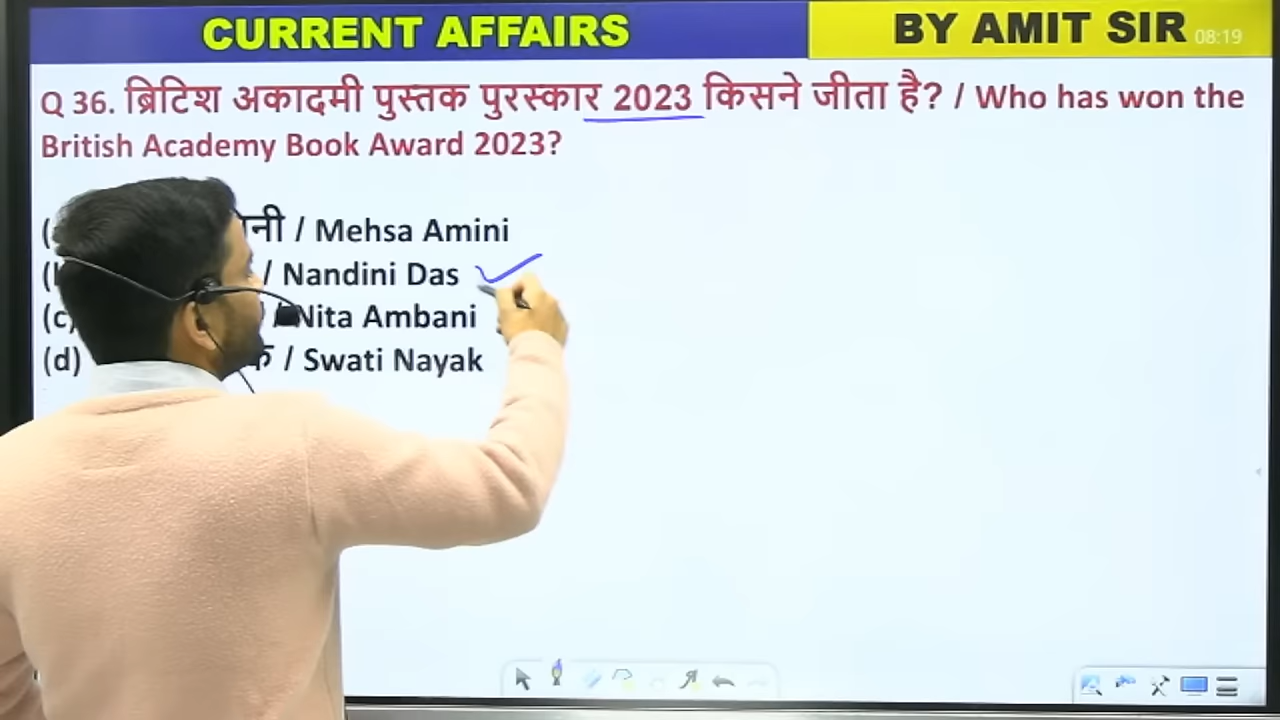 CURRENT AFFAIRS
BY AMIT SIR 08:19
Q 36. ब्रिटिश अकादमी पुस्तक पुरस्कार 2023 किसने जीता है? / Who has won the
British Academy Book Award 2023?
/ Mehsa Amini
/ Nandini Das
(c) / Nita Ambani
(d) / Swati Nayak